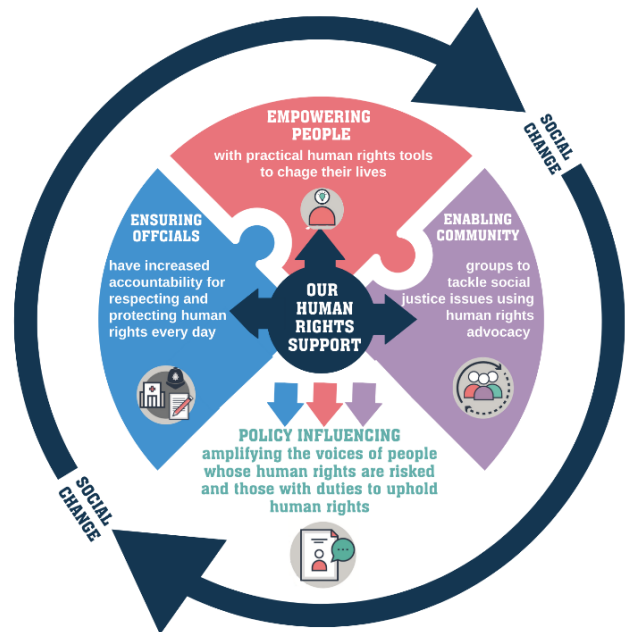 EMPOWERING
PEOPLE
with practical human rights tools
to chage their lives
SOCIAL
CHANGE
ENSURING
OFFCIALS
have increased
accountability for
respecting and
protecting human
rights every day
ENABLING
COMMUNITY
groups to
tackle social
justice issues using
human rights
advocacy
OUR
HUMAN
RIGHTS
SUPPORT
POLICY INFLUENCING
amplifying the voices of people
whose human rights are risked
and those with duties to uphold
human rights
SOCIAL
CHANGE